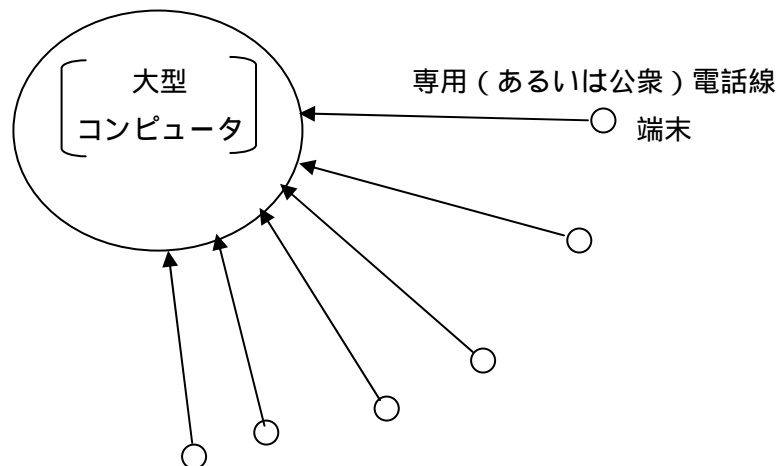 大型
コンピュータ
専用(あるいは公衆)電話線
端末